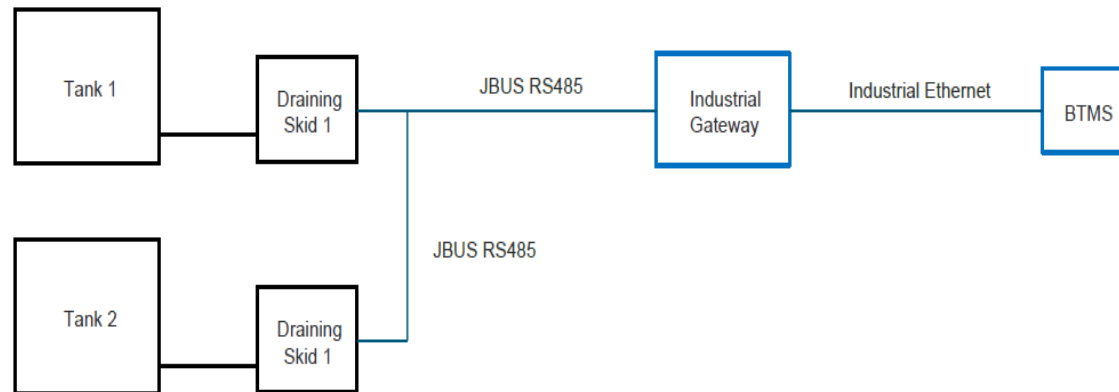 Tank 1
Draining
Skid 1
JBUS RS485
Industrial
Gateway
Industrial Ethernet
BTMS
JBUS RS485
Tank 2
Draining
Skid 1